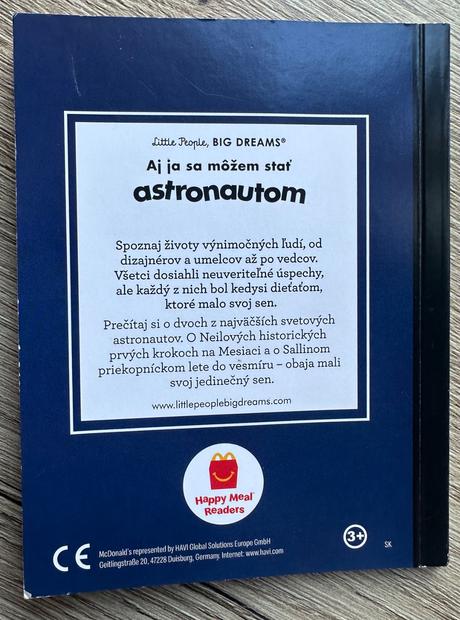 Little People, BIG DREAMS®
Aj ja sa môžem stať
astronautom
Spoznaj životy výnimočných ľudí, od
dizajnérov a umelcov až po vedcov.
Všetci dosiahli neuveriteľné úspechy,
ale každý z nich bol kedysi dieťaťom,
ktoré malo svoj sen.
Prečítaj si o dvoch z najväčších svetových
astronautov. O Neilových historických
prvých krokoch na Mesiaci a o Sallinom
priekopníckom lete do vesmíru – obaja mali
svoj jedinečný sen.
www.littlepeoplebigdreams.com
Happy Meal
Readers
CE
McDonald's represented by HAVI Global Solutions Europe GmbH
Geitlingstraße 20, 47228 Duisburg, Germany. Internet: www.havi.com
3+
SK